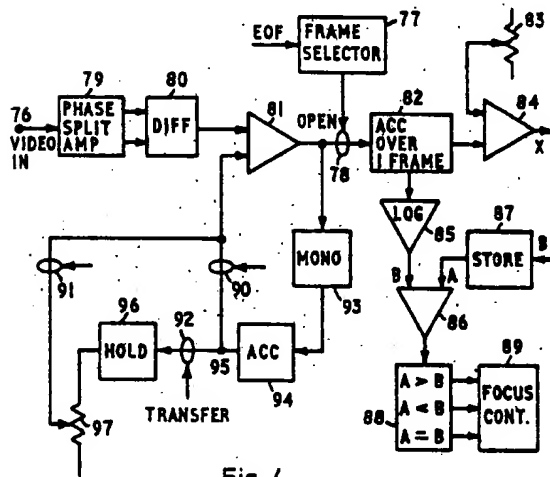 77
83
EOF
FRAME
SELECTOR
79
80
76
VIDEO
IN
PHASE
SPLIT
AMP
DIFF
81
OPEN
78
82
ACC
OVER
1 FRAME
84
X
LOG
85
87
STORE
B
B
A
86
MONO
93
91
90
96
HOLD
92
95
ACC
94
TRANSFER
97
88
A > B
A < B
A = B
89
FOCUS
CONT.